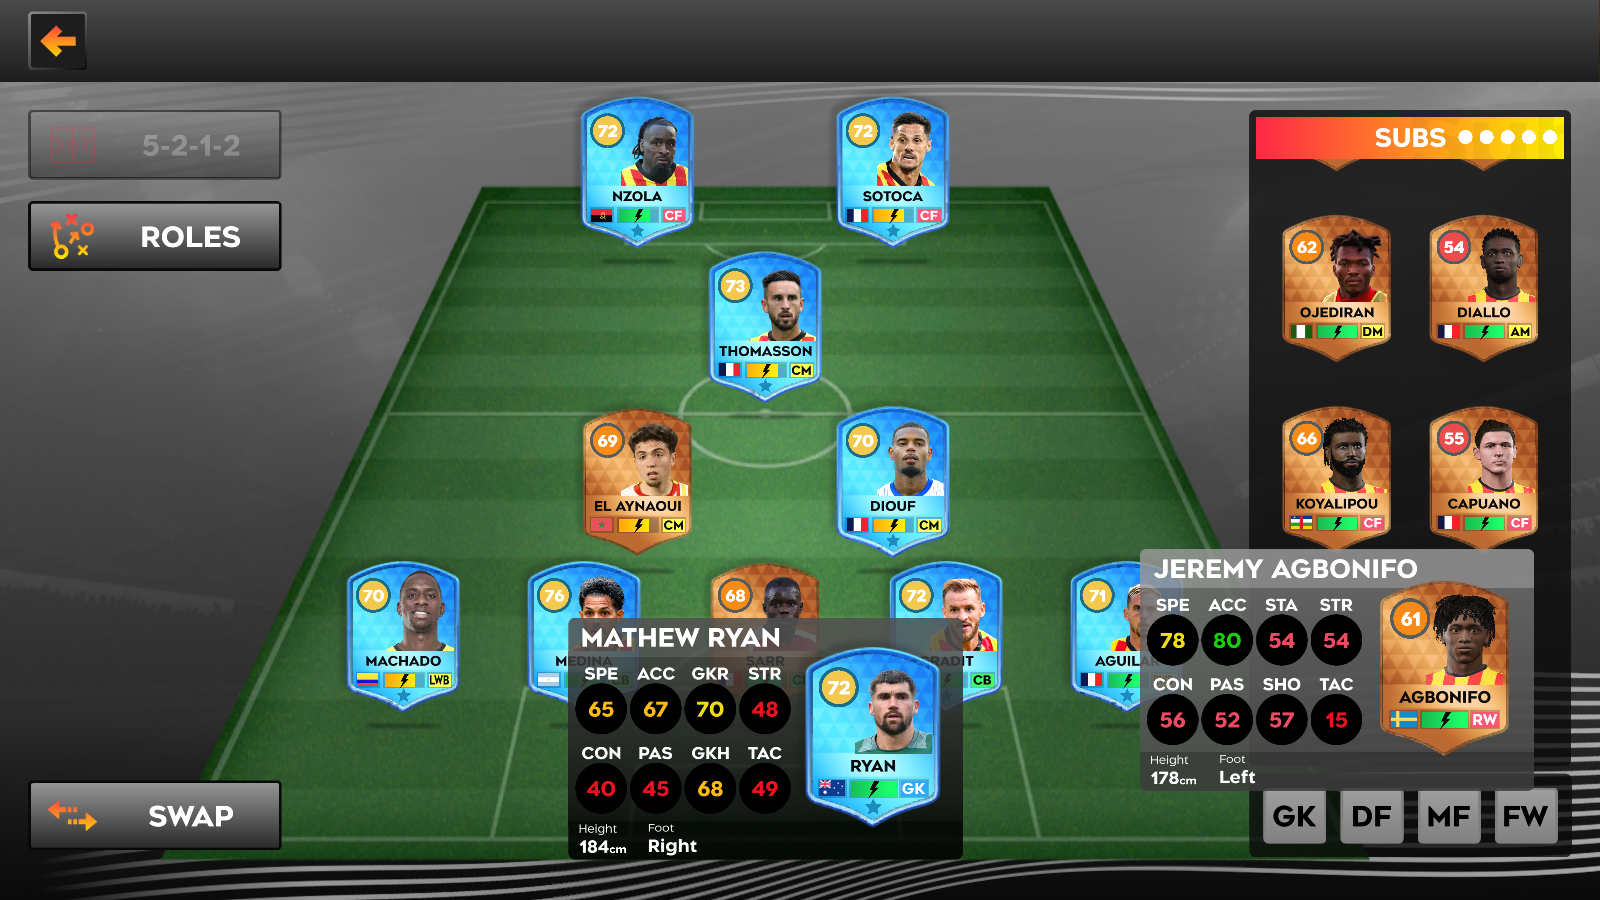 5-2-1-2
ROLES
SWAP
72
NZOLA
CF
72
SOTOCA
CF
73
THOMASSON
CM
69
EL AYNAOUI
CM
70
DIOUF
CM
70
MACHADO
LWB
76
MEDINA
CB
68
SARR
72
GRADIT
CB
71
AGUILAR
MATHEW RYAN
SPE ACC GKR STR
65 67 70 48
CON PAS GKH TAC
40 45 68 49
Height
184cm
Foot
Right
72
RYAN
GK
SUBS
62
OJEDIRAN
DM
54
DIALLO
AM
66
KOYALIPOU
CF
55
CAPUANO
CF
JEREMY AGBONIFO
SPE ACC STA STR
78 80 54 54
CON PAS SHO TAC
56 52 57 15
Height
178cm
Foot
Left
61
AGBONIFO
RW
GK DF MF FW